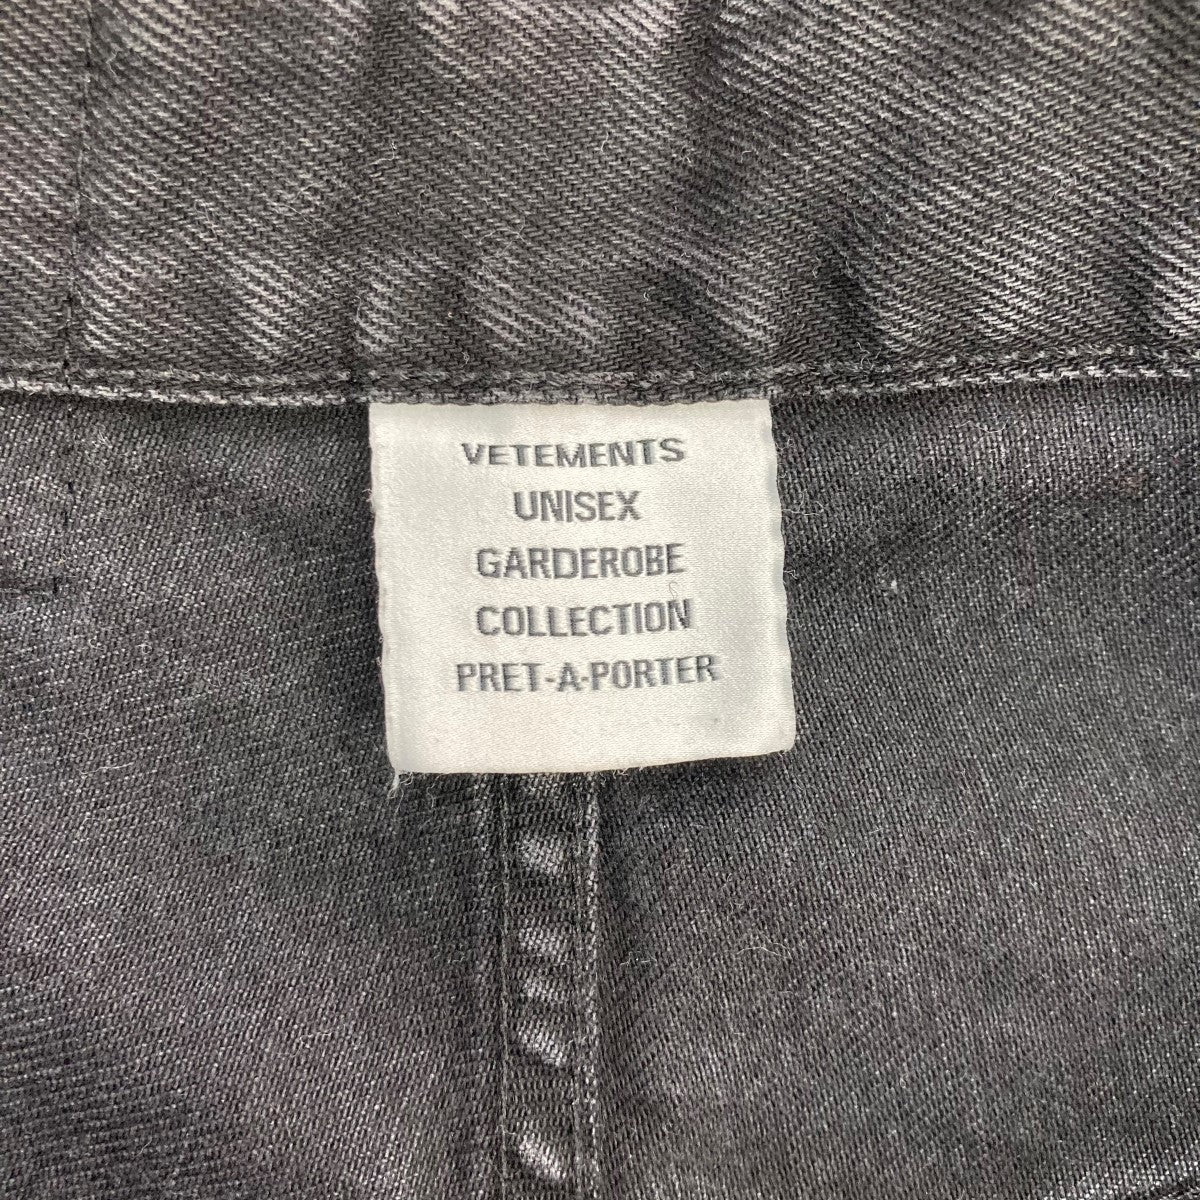 VETEMENTS
UNISEX
GARDEROBE
COLLECTION
PRET-A-PORTER